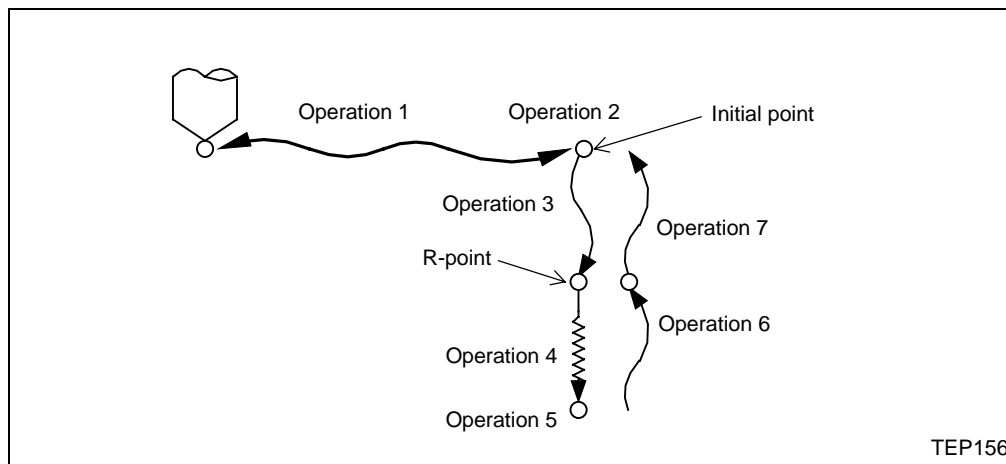 Operation 1
Operation 2
Initial point
Operation 3
Operation 7
R-point
Operation 6
Operation 4
Operation 5
TEP156